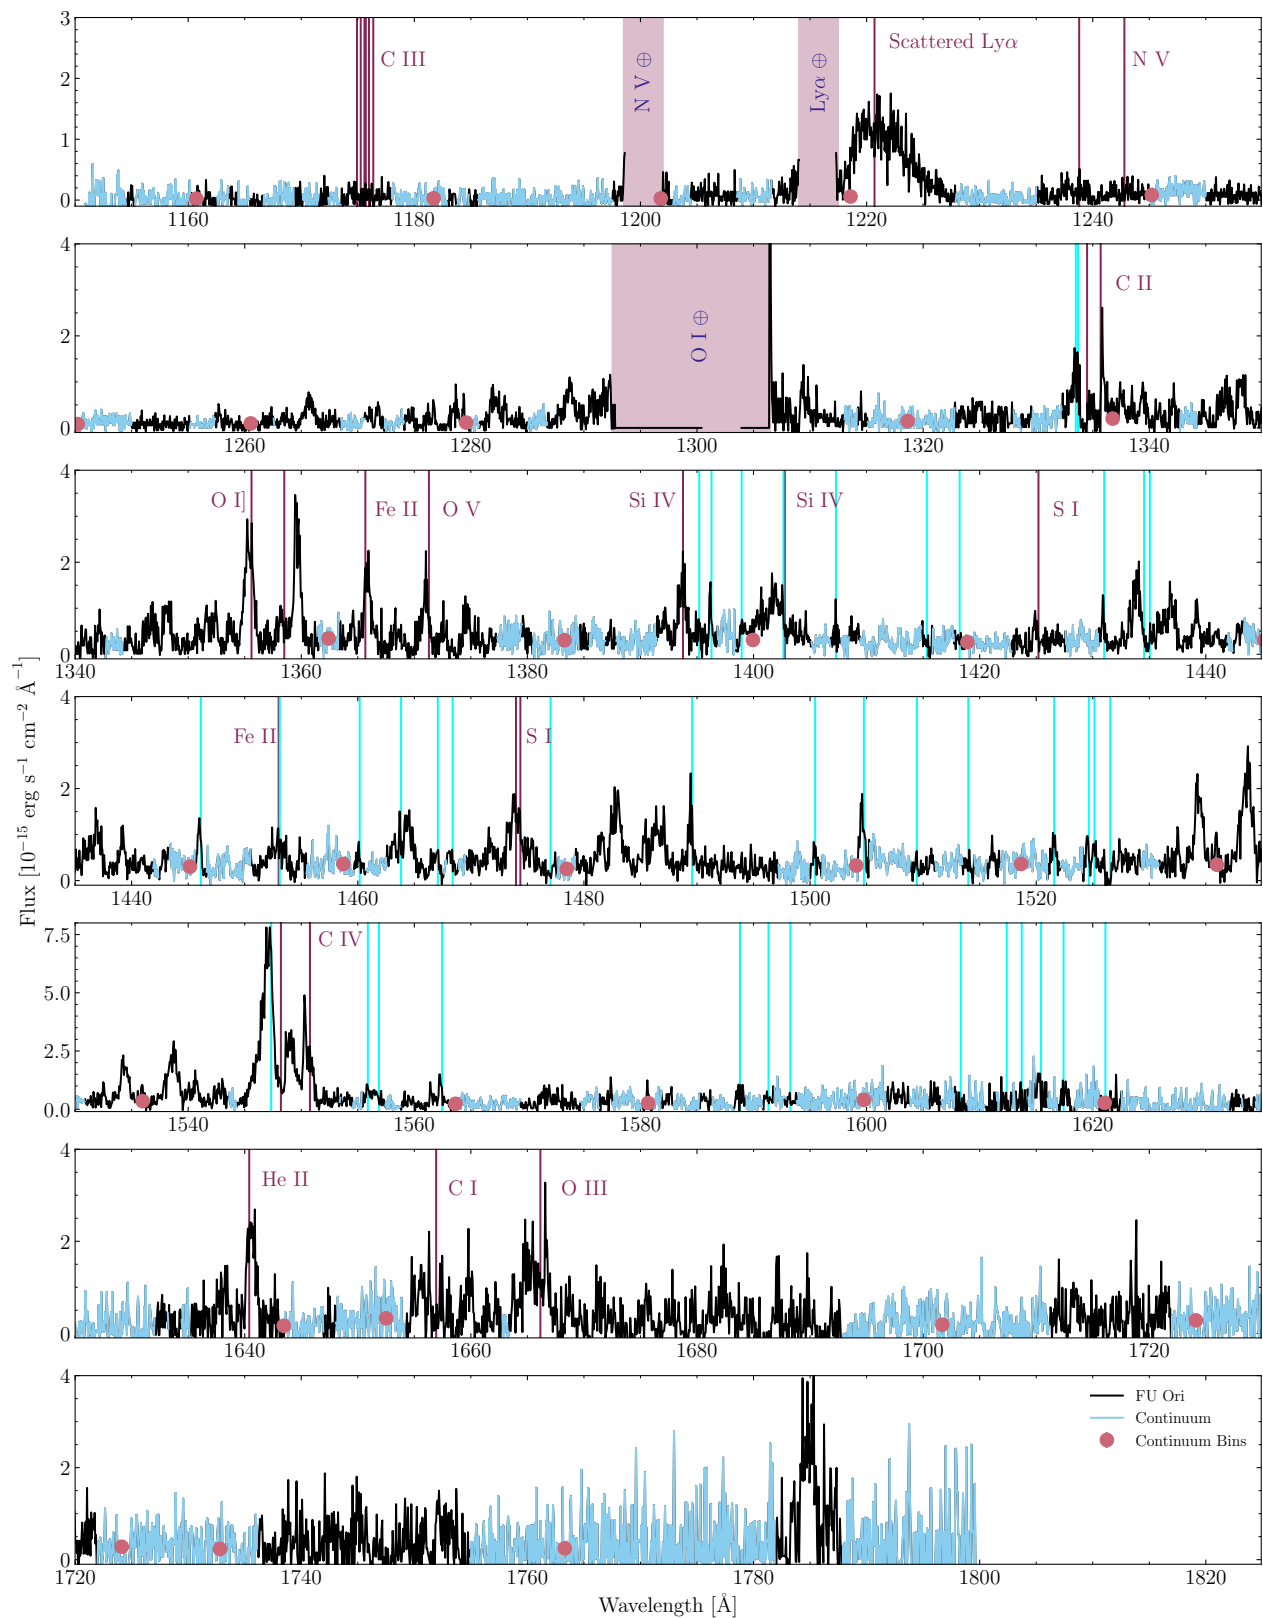 3
2
1
0
C III
N V ⊕
Lyα ⊕
Scattered Lyα
N V
1160
1180
1200
1220
1240
4
2
0
O I ⊕
C II
1260
1280
1300
1320
1340
4
2
0
O I]
Fe II
O V
Si IV
Si IV
S I
1340
1360
1380
1400
1420
1440
Flux [10⁻¹⁵ erg s⁻¹ cm⁻² Å⁻¹]
4
2
0
Fe II
S I
1440
1460
1480
1500
1520
7.5
5.0
2.5
0.0
C IV
1540
1560
1580
1600
1620
4
2
0
He II
C I
O III
1640
1660
1680
1700
1720
4
2
0
FU Ori
Continuum
Continuum Bins
1720
1740
1760
1780
1800
1820
Wavelength [Å]